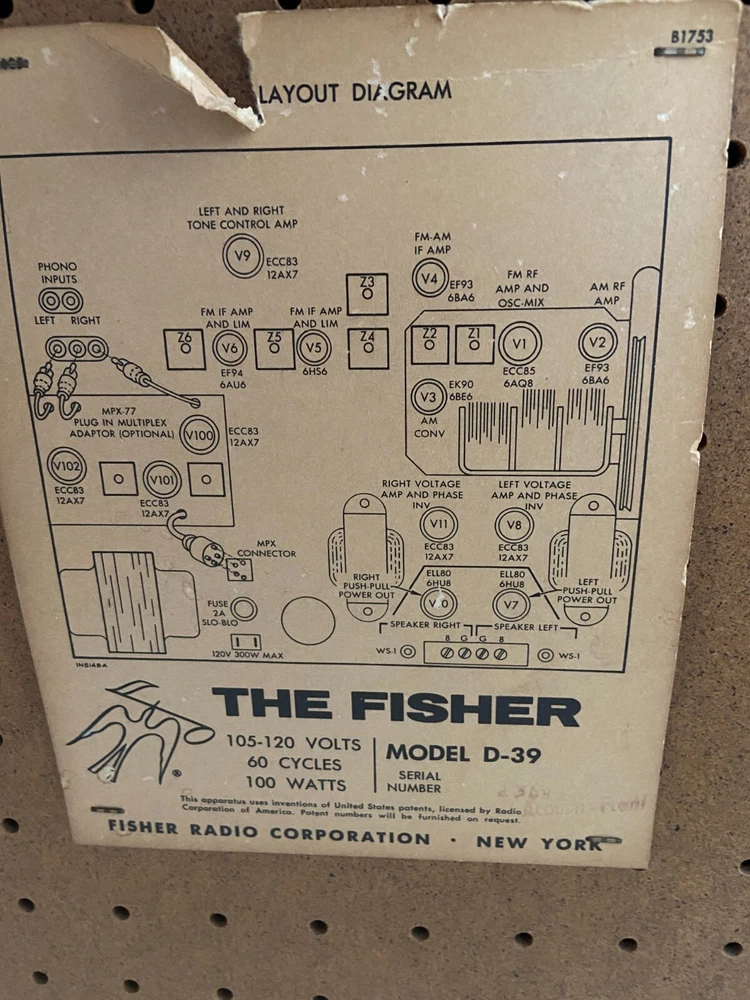 B1753
LAYOUT DIAGRAM
LEFT AND RIGHT
TONE CONTROL AMP
V9
ECC83
12AX7
PHONO
INPUTS
LEFT RIGHT
FM-AM
IF AMP
V4
EF93
6BA6
Z3
FM RF
AMP AND
OSC-MIX
AM RF
AMP
FM IF AMP
AND LIM
FM IF AMP
AND LIM
Z6
V6
Z5
V5
Z4
Z2
Z1
V1
V2
EF94
6AU6
6HS6
ECC85
6AQ8
EF93
6BA6
V3
EK90
6BE6
AM
CONV
MPX-77
PLUG IN MULTIPLEX
ADAPTOR (OPTIONAL)
V100
ECC83
12AX7
V102
ECC83
12AX7
V101
ECC83
12AX7
RIGHT VOLTAGE
AMP AND PHASE
INV
LEFT VOLTAGE
AMP AND PHASE
INV
V11
ECC83
12AX7
V8
ECC83
12AX7
MPX
CONNECTOR
RIGHT
PUSH-PULL
POWER OUT
ELL80
6HU8
ELL80
6HU8
V7
LEFT
PUSH-PULL
POWER OUT
FUSE
2A
SLO-BLO
SPEAKER RIGHT
SPEAKER LEFT
8 G G 8
WS-1
WS-1
120V 300W MAX
THE FISHER
®
105-120 VOLTS
60 CYCLES
100 WATTS
MODEL D-39
SERIAL
NUMBER
This apparatus uses inventions of United States patents, licensed by Radio
Corporation of America. Patent numbers will be furnished on request.
FISHER RADIO CORPORATION · NEW YORK